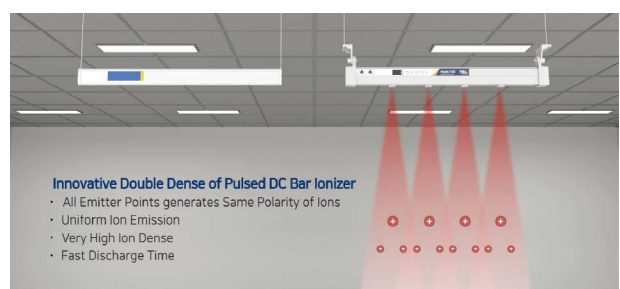 Innovative Double Dense of Pulsed DC Bar Ionizer
· All Emitter Points generates Same Polarity of Ions
· Uniform Ion Emission
· Very High Ion Dense
· Fast Discharge Time